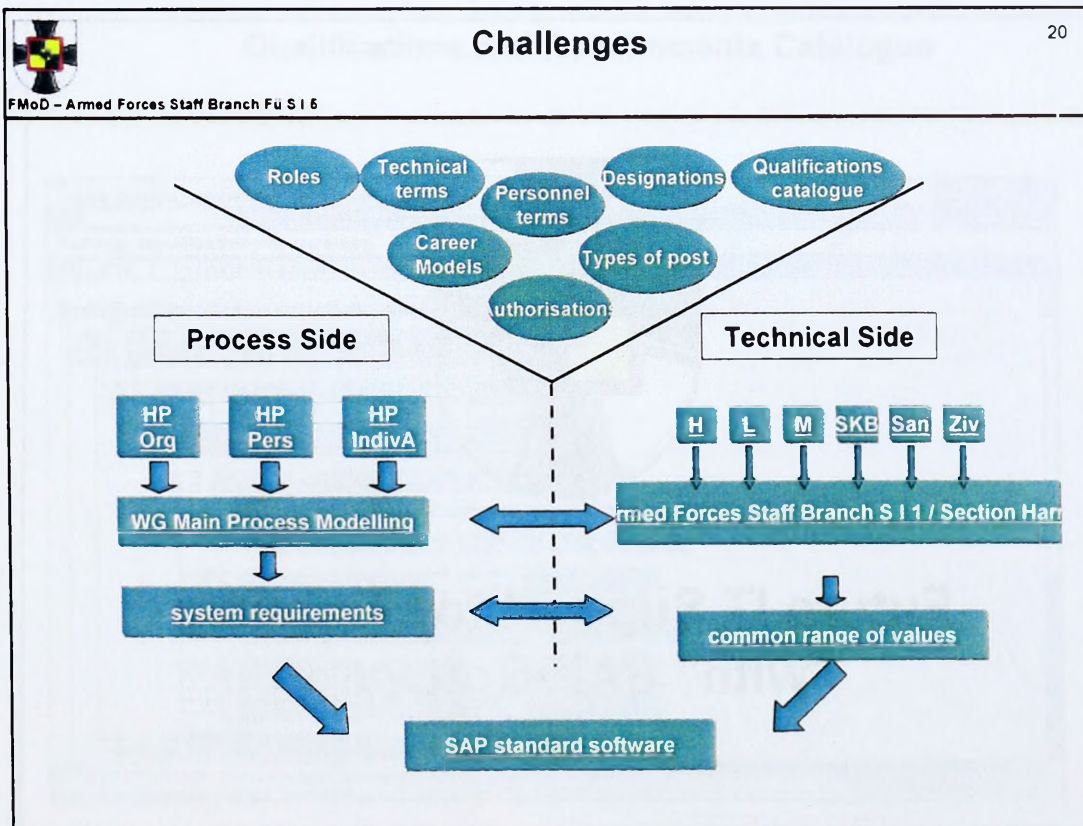 Challenges
20
FMoD – Armed Forces Staff Branch Fü S I 5
Roles
Technical
terms
Personnel
terms
Designations
Qualifications
catalogue
Career
Models
Types of post
uthorisation
Process Side
Technical Side
HP
Org
HP
Pers
HP
IndivA
H
L
M
SKB
San
Ziv
WG Main Process Modelling
rmed Forces Staff Branch S I 1 / Section Har
system requirements
common range of values
SAP standard software